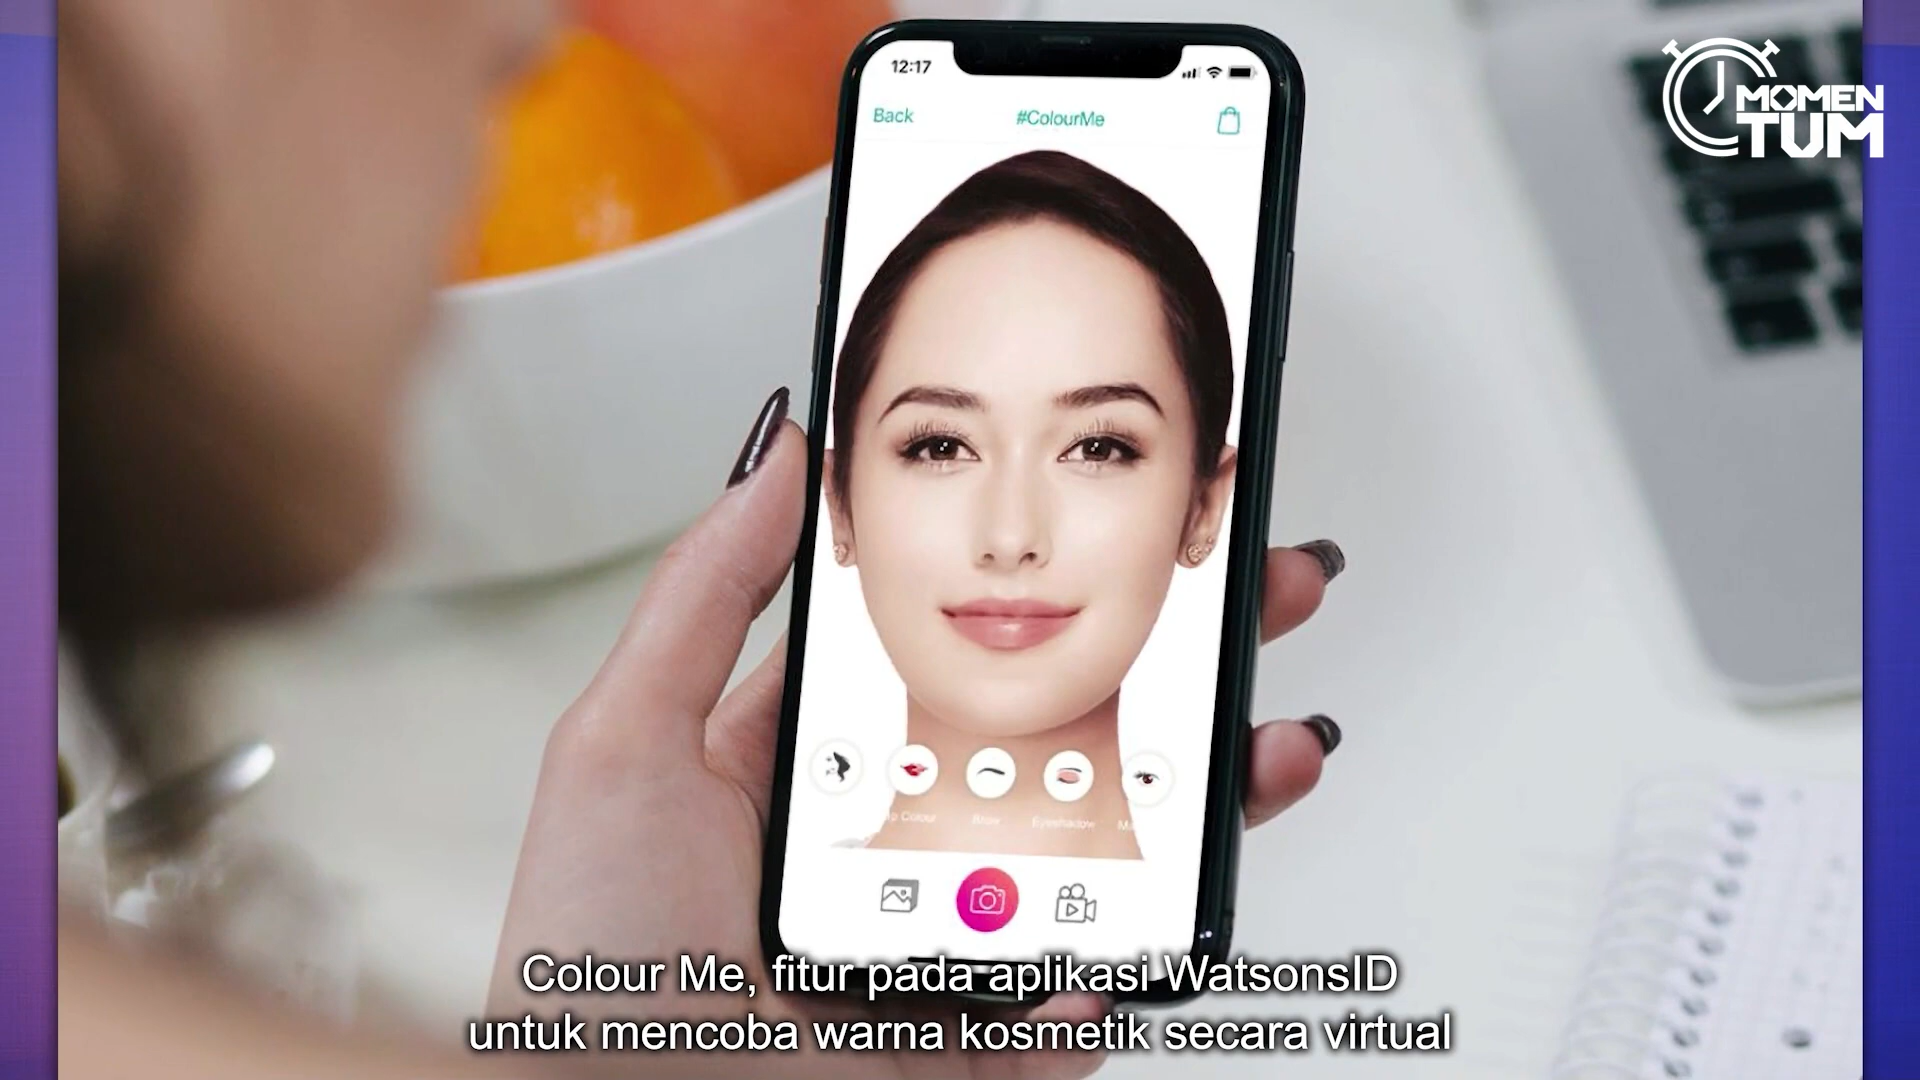 12:17
MOMEN
TUM
Back
#ColourMe
Colour
Brow
Eyeshadow
Colour Me, fitur pada aplikasi WatsonsID
untuk mencoba warna kosmetik secara virtual